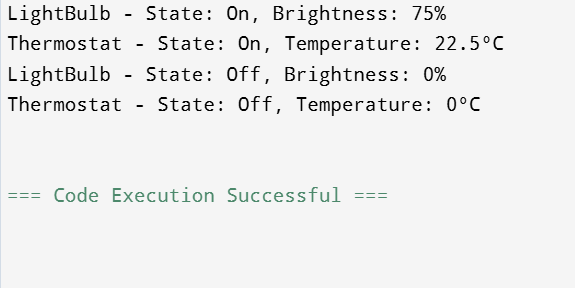 LightBulb - State: On, Brightness: 75%
Thermostat - State: On, Temperature: 22.5°C
LightBulb - State: Off, Brightness: 0%
Thermostat - State: Off, Temperature: 0°C
=== Code Execution Successful ===